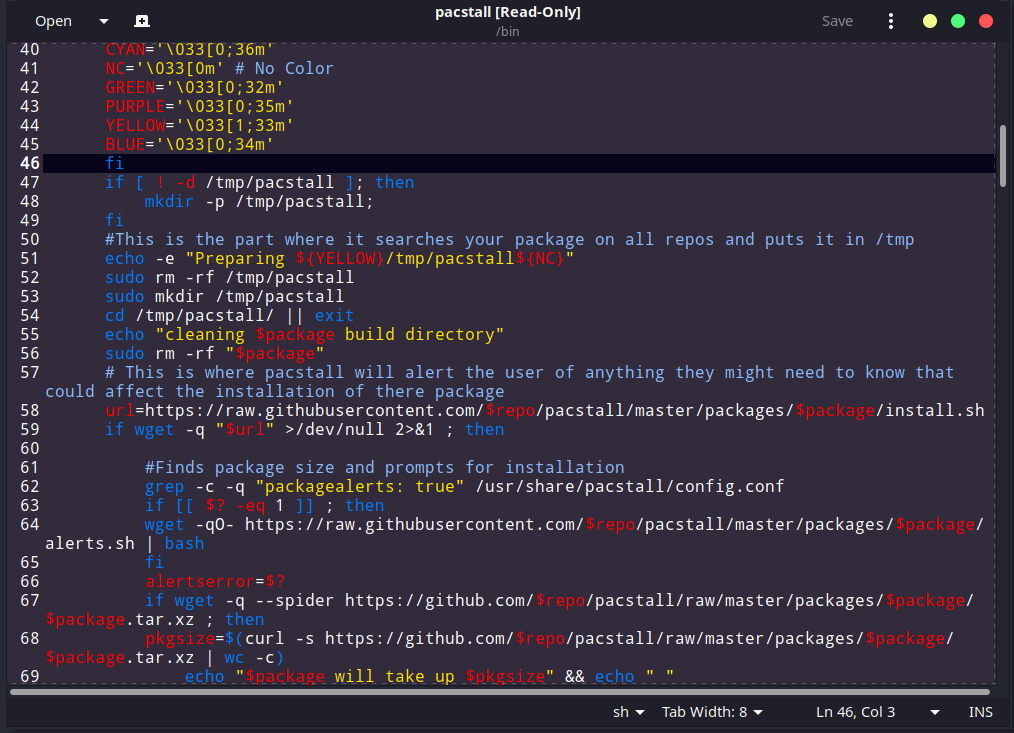 Open
pacstall [Read-Only]
/bin
Save
40 CYAN='\033[0;36m'
41 NC='\033[0m' # No Color
42 GREEN='\033[0;32m'
43 PURPLE='\033[0;35m'
44 YELLOW='\033[1;33m'
45 BLUE='\033[0;34m'
46 fi
47 if [ ! -d /tmp/pacstall ]; then
48 mkdir -p /tmp/pacstall;
49 fi
50 #This is the part where it searches your package on all repos and puts it in /tmp
51 echo -e "Preparing ${YELLOW}/tmp/pacstall${NC}"
52 sudo rm -rf /tmp/pacstall
53 sudo mkdir /tmp/pacstall
54 cd /tmp/pacstall/ || exit
55 echo "cleaning $package build directory"
56 sudo rm -rf "$package"
57 # This is where pacstall will alert the user of anything they might need to know that
could affect the installation of there package
58 url=https://raw.githubusercontent.com/$repo/pacstall/master/packages/$package/install.sh
59 if wget -q "$url" >/dev/null 2>&1 ; then
60
61 #Finds package size and prompts for installation
62 grep -c -q "packagealerts: true" /usr/share/pacstall/config.conf
63 if [[ $? -eq 1 ]] ; then
64 wget -qO- https://raw.githubusercontent.com/$repo/pacstall/master/packages/$package/
alerts.sh | bash
65 fi
66 alertserror=$?
67 if wget -q --spider https://github.com/$repo/pacstall/raw/master/packages/$package/
$package.tar.xz ; then
68 pkgsize=$(curl -s https://github.com/$repo/pacstall/raw/master/packages/$package/
$package.tar.xz | wc -c)
69 echo "$package will take up $pkgsize" && echo " "
sh Tab Width: 8 Ln 46, Col 3 INS